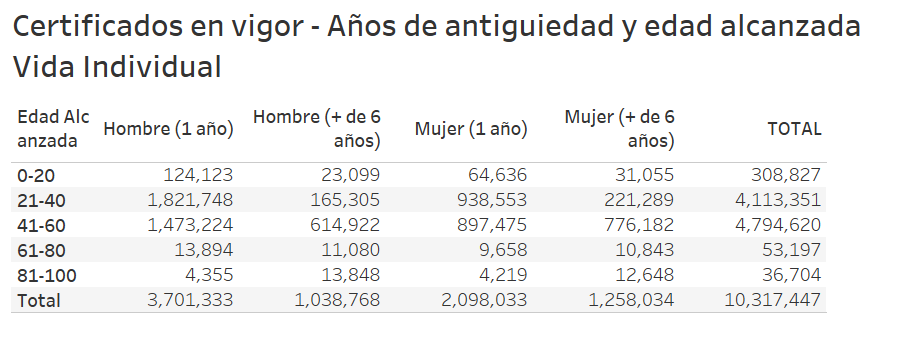 Certificados en vigor - Años de antiguiedad y edad alcanzada
Vida Individual
Edad Alc
anzada Hombre (1 año) Hombre (+ de 6
años) Mujer (1 año) Mujer (+ de 6
años) TOTAL
0-20 124,123 23,099 64,636 31,055 308,827
21-40 1,821,748 165,305 938,553 221,289 4,113,351
41-60 1,473,224 614,922 897,475 776,182 4,794,620
61-80 13,894 11,080 9,658 10,843 53,197
81-100 4,355 13,848 4,219 12,648 36,704
Total 3,701,333 1,038,768 2,098,033 1,258,034 10,317,447